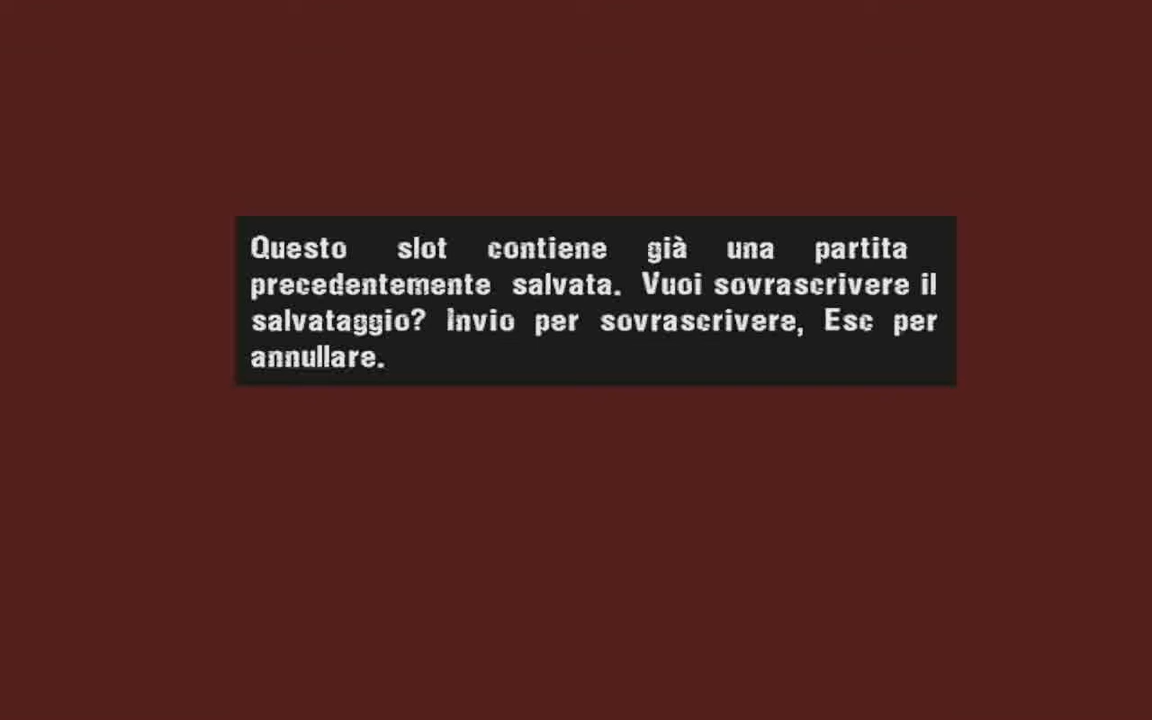 Questo slot contiene già una partita
precedentemente salvata. Vuoi sovrascrivere il
salvataggio? Invio per sovrascrivere, Esc per
annullare.